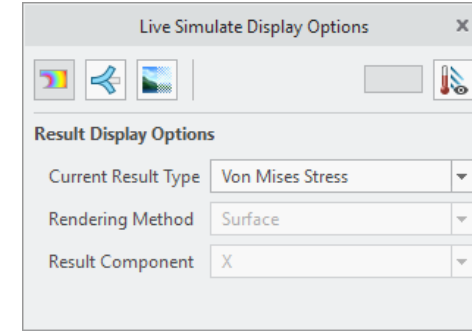 Live Simulate Display Options
Result Display Options
Current Result Type Von Mises Stress
Rendering Method Surface
Result Component X